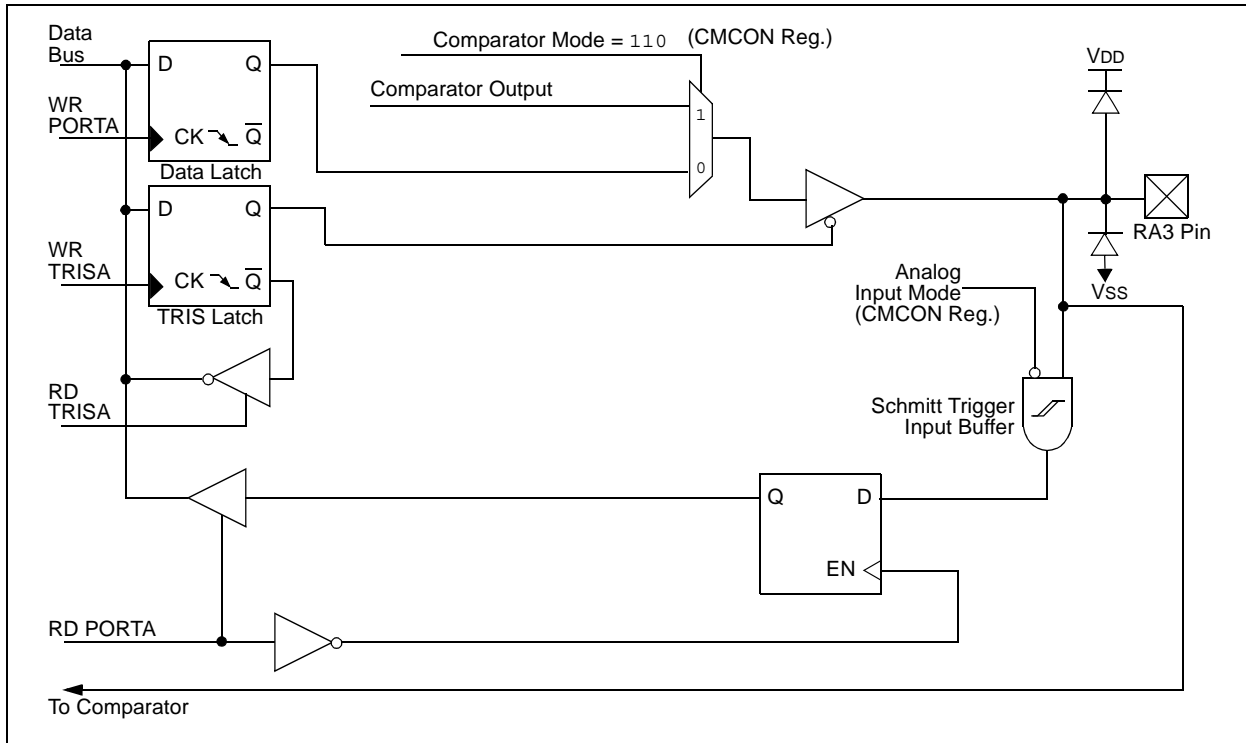 Data
Bus
D Q
WR
PORTA
CK Q̅
Data Latch
Comparator Mode = 110 (CMCON Reg.)
Comparator Output
1
0
VDD
RA3 Pin
VSS
D Q
WR
TRISA
CK Q̅
TRIS Latch
Analog
Input Mode
(CMCON Reg.)
RD
TRISA
Schmitt Trigger
Input Buffer
Q D
EN
RD PORTA
To Comparator